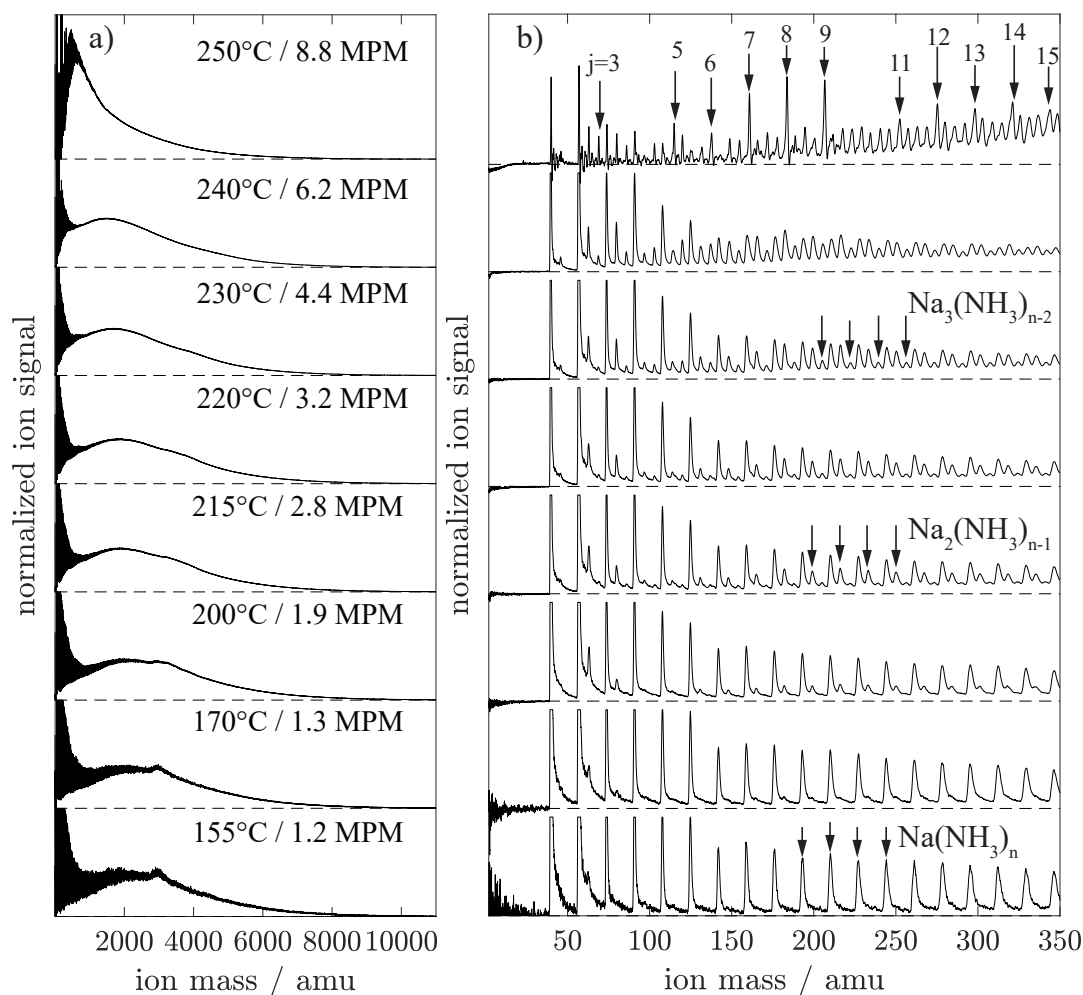 a)
250°C / 8.8 MPM
240°C / 6.2 MPM
230°C / 4.4 MPM
220°C / 3.2 MPM
215°C / 2.8 MPM
200°C / 1.9 MPM
170°C / 1.3 MPM
155°C / 1.2 MPM
normalized ion signal
2000 4000 6000 8000 10000
ion mass / amu
b)
j=3 5 6 7 8 9 11 12 13 14 15
Na₃(NH₃)ₙ₋₂
Na₂(NH₃)ₙ₋₁
Na(NH₃)ₙ
normalized ion signal
50 100 150 200 250 300 350
ion mass / amu